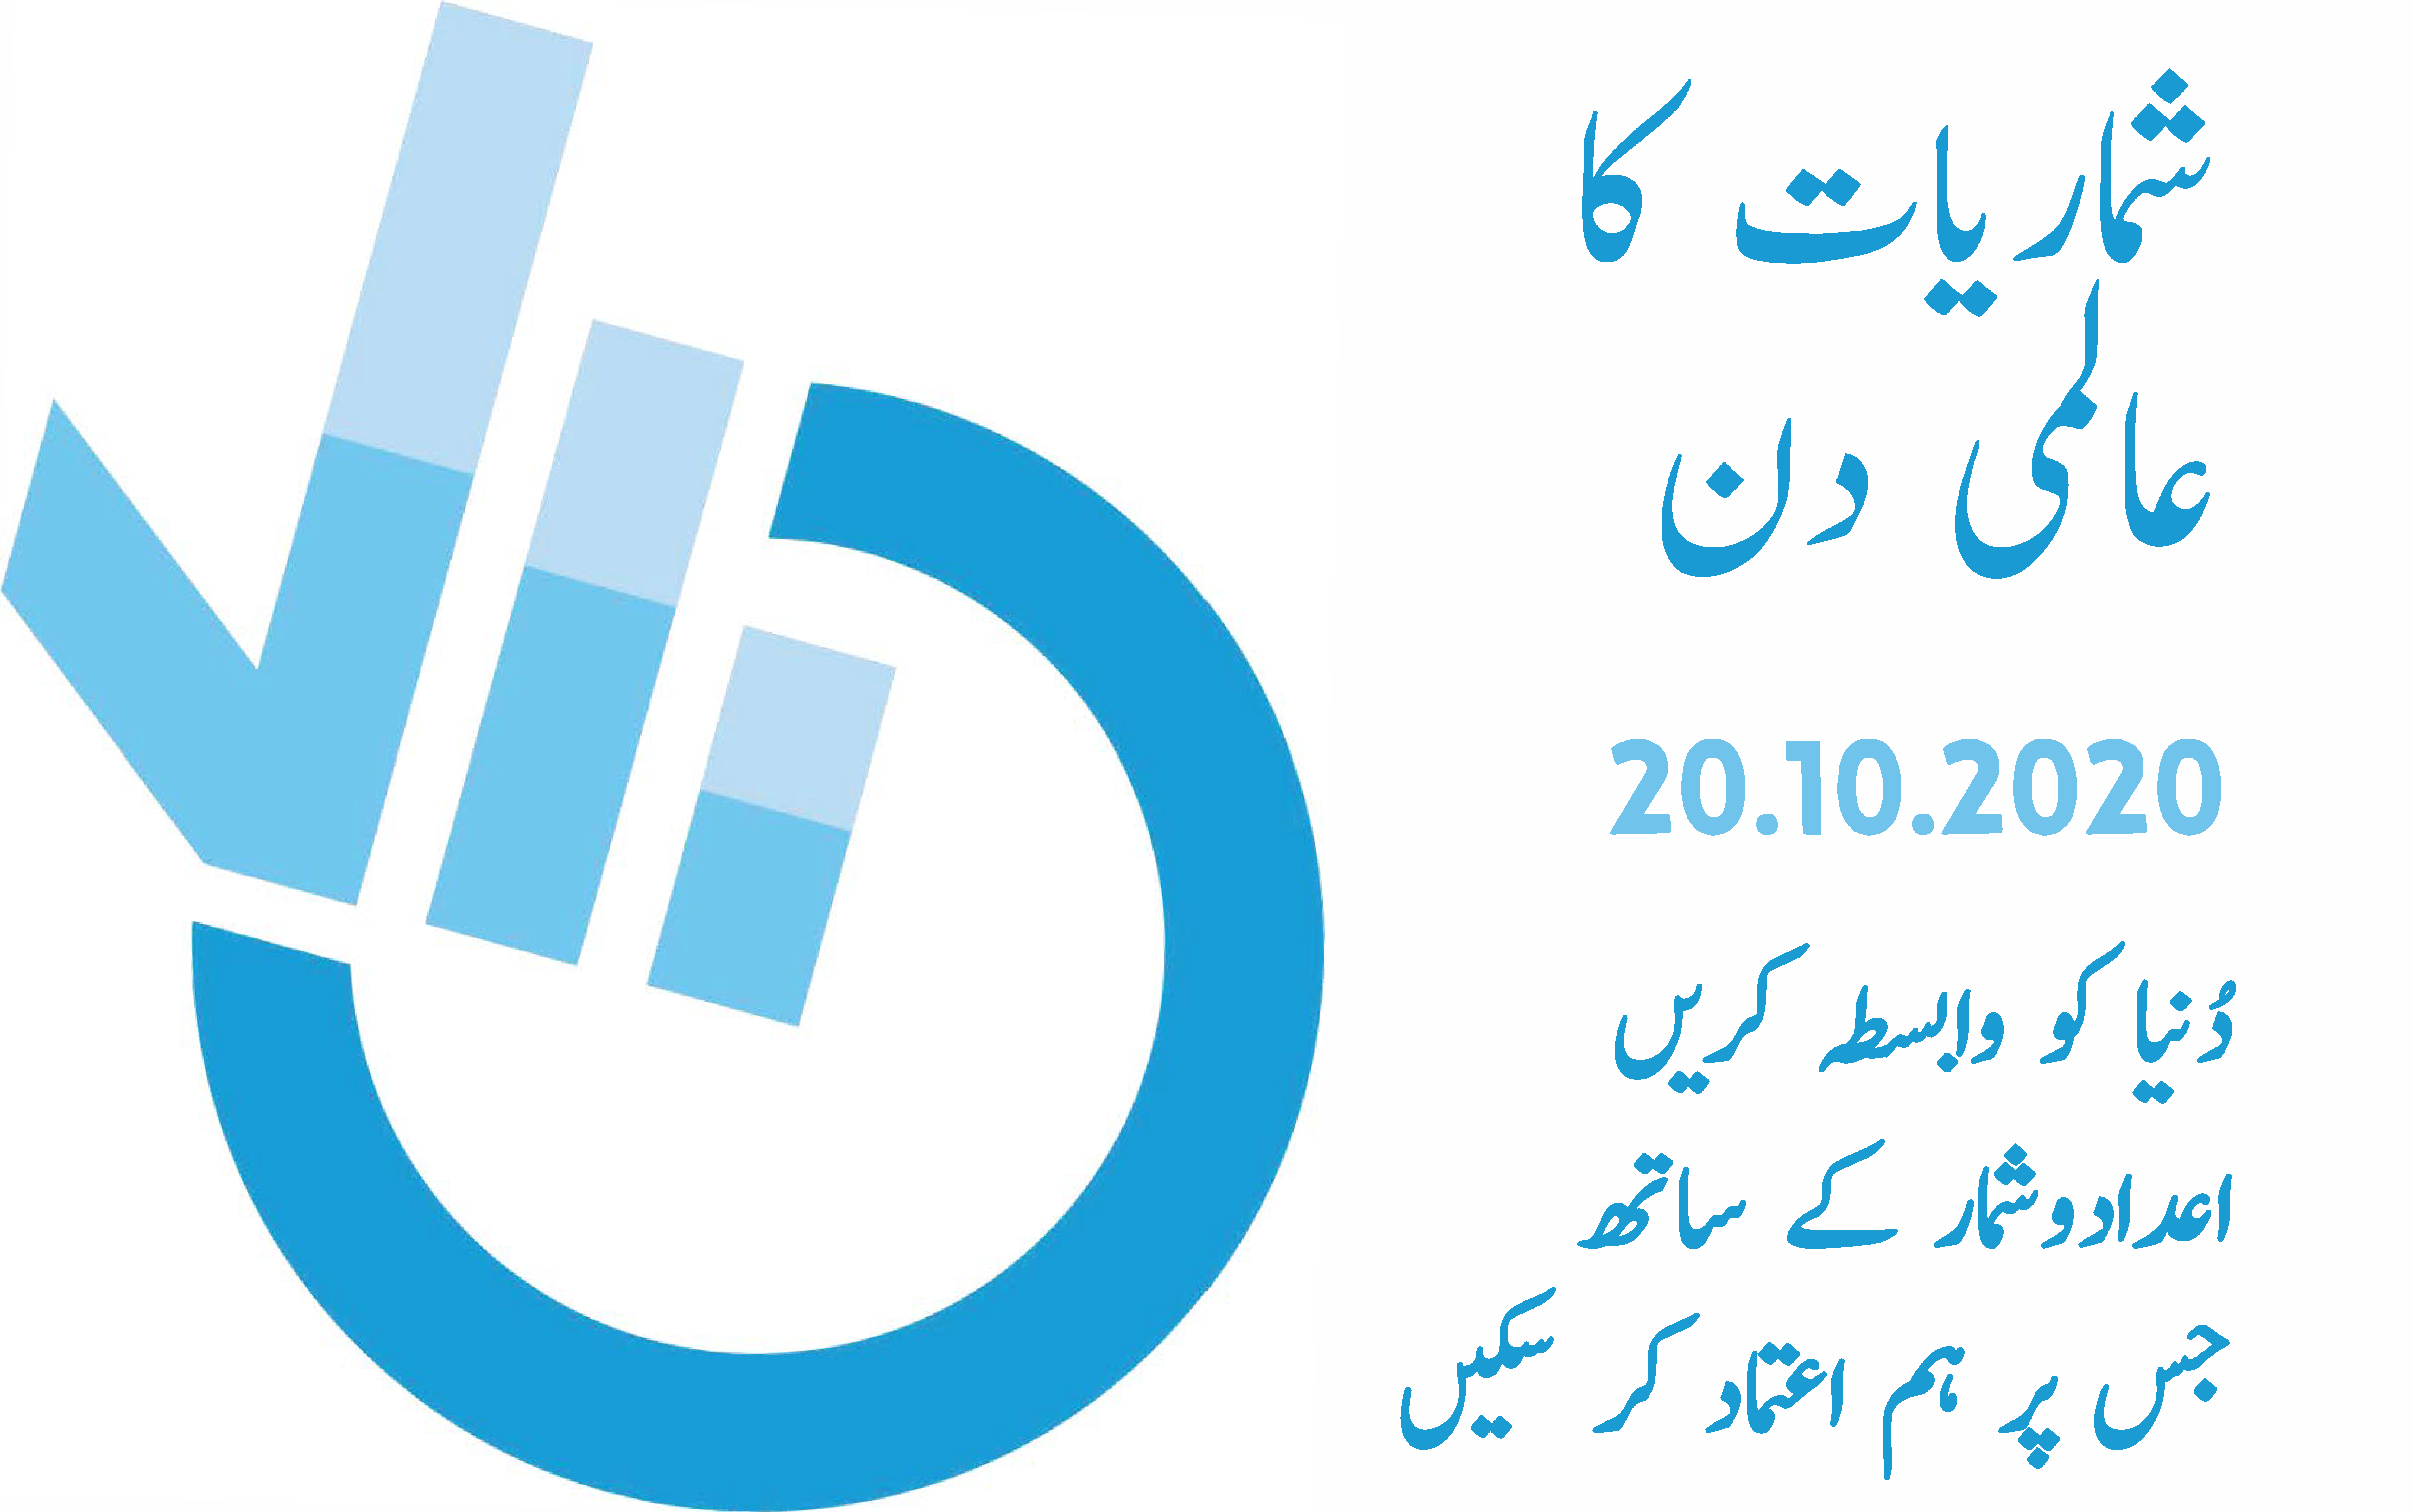 شماریات کا
عالمی دن
20.10.2020
دُنیا کو وابسطہ کریں
اعدادوشمار کے ساتھ
جس پر ہم اعتماد کر سکیں